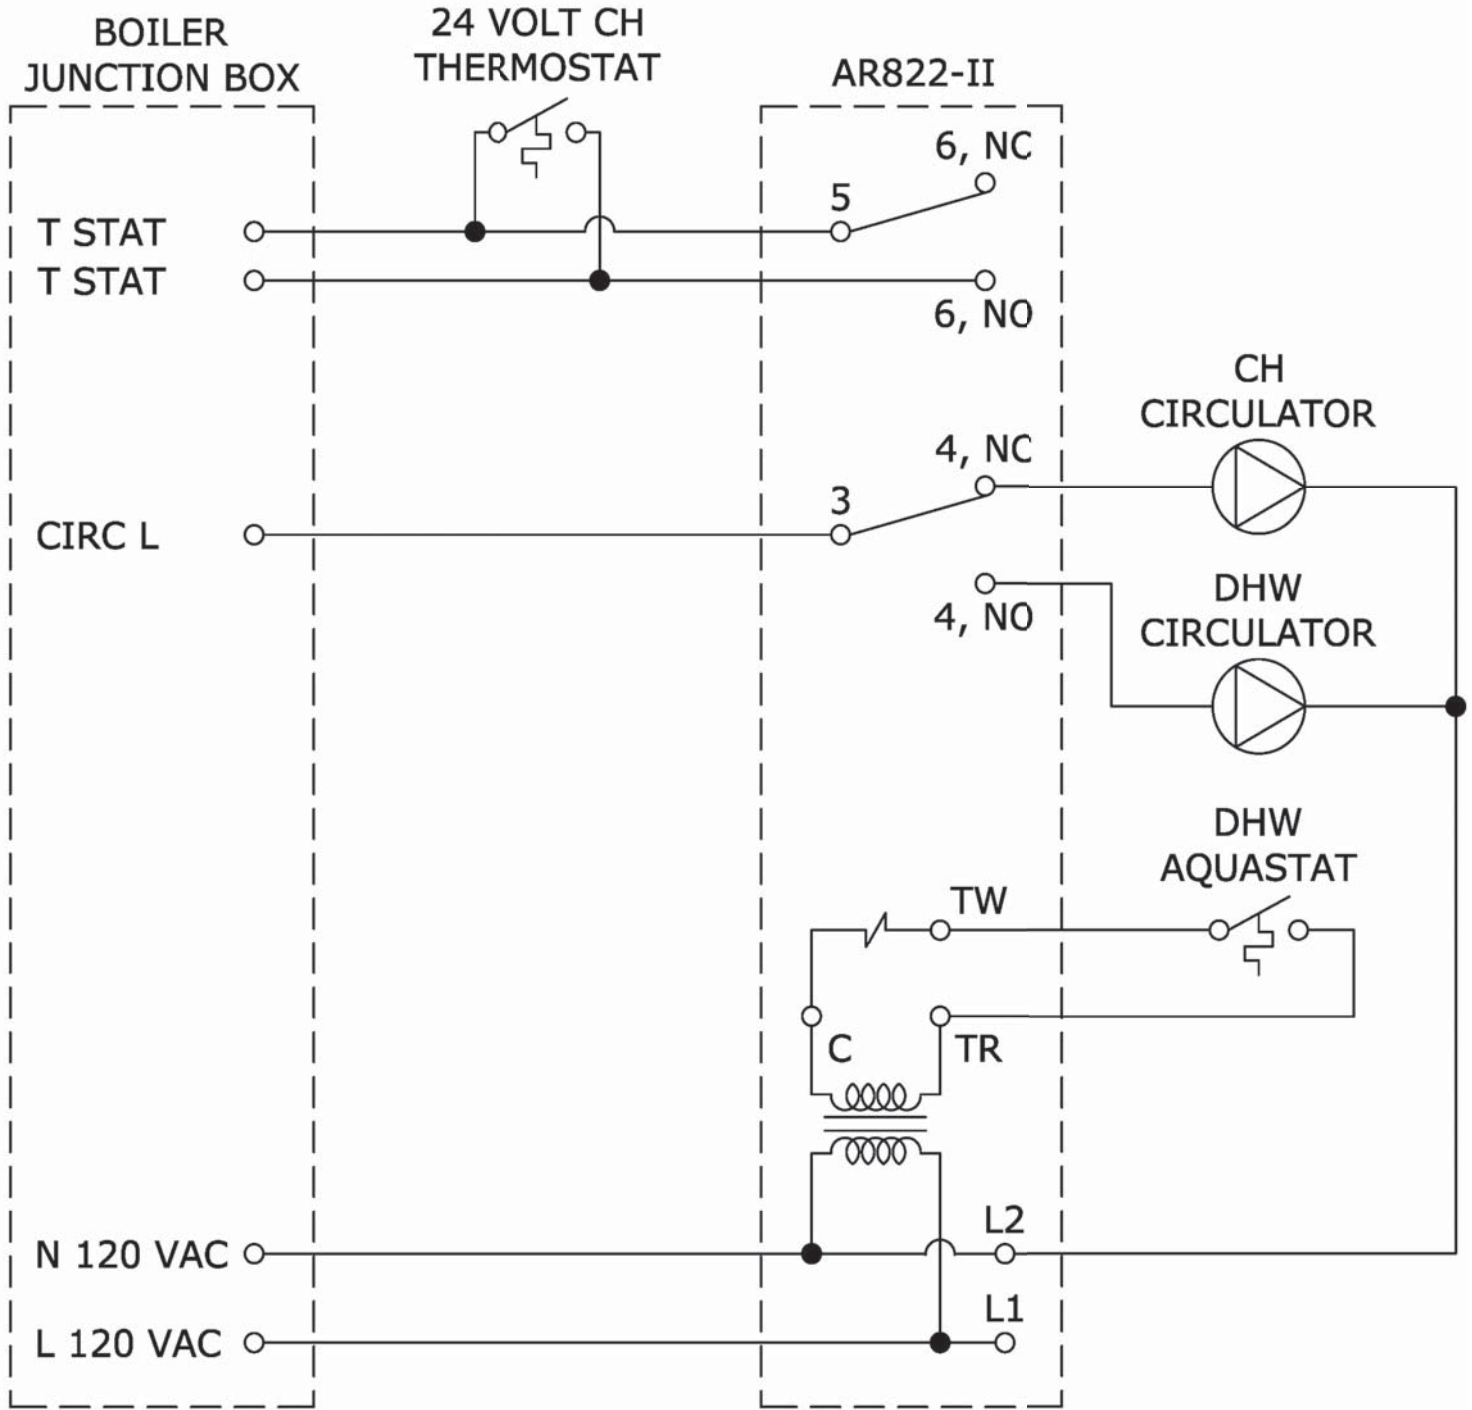 BOILER
JUNCTION BOX
24 VOLT CH
THERMOSTAT
AR822-II
6, NC
5
T STAT
T STAT
6, NO
CH
CIRCULATOR
4, NC
3
CIRC L
4, NO
DHW
CIRCULATOR
DHW
AQUASTAT
TW
C
TR
L2
N 120 VAC
L1
L 120 VAC